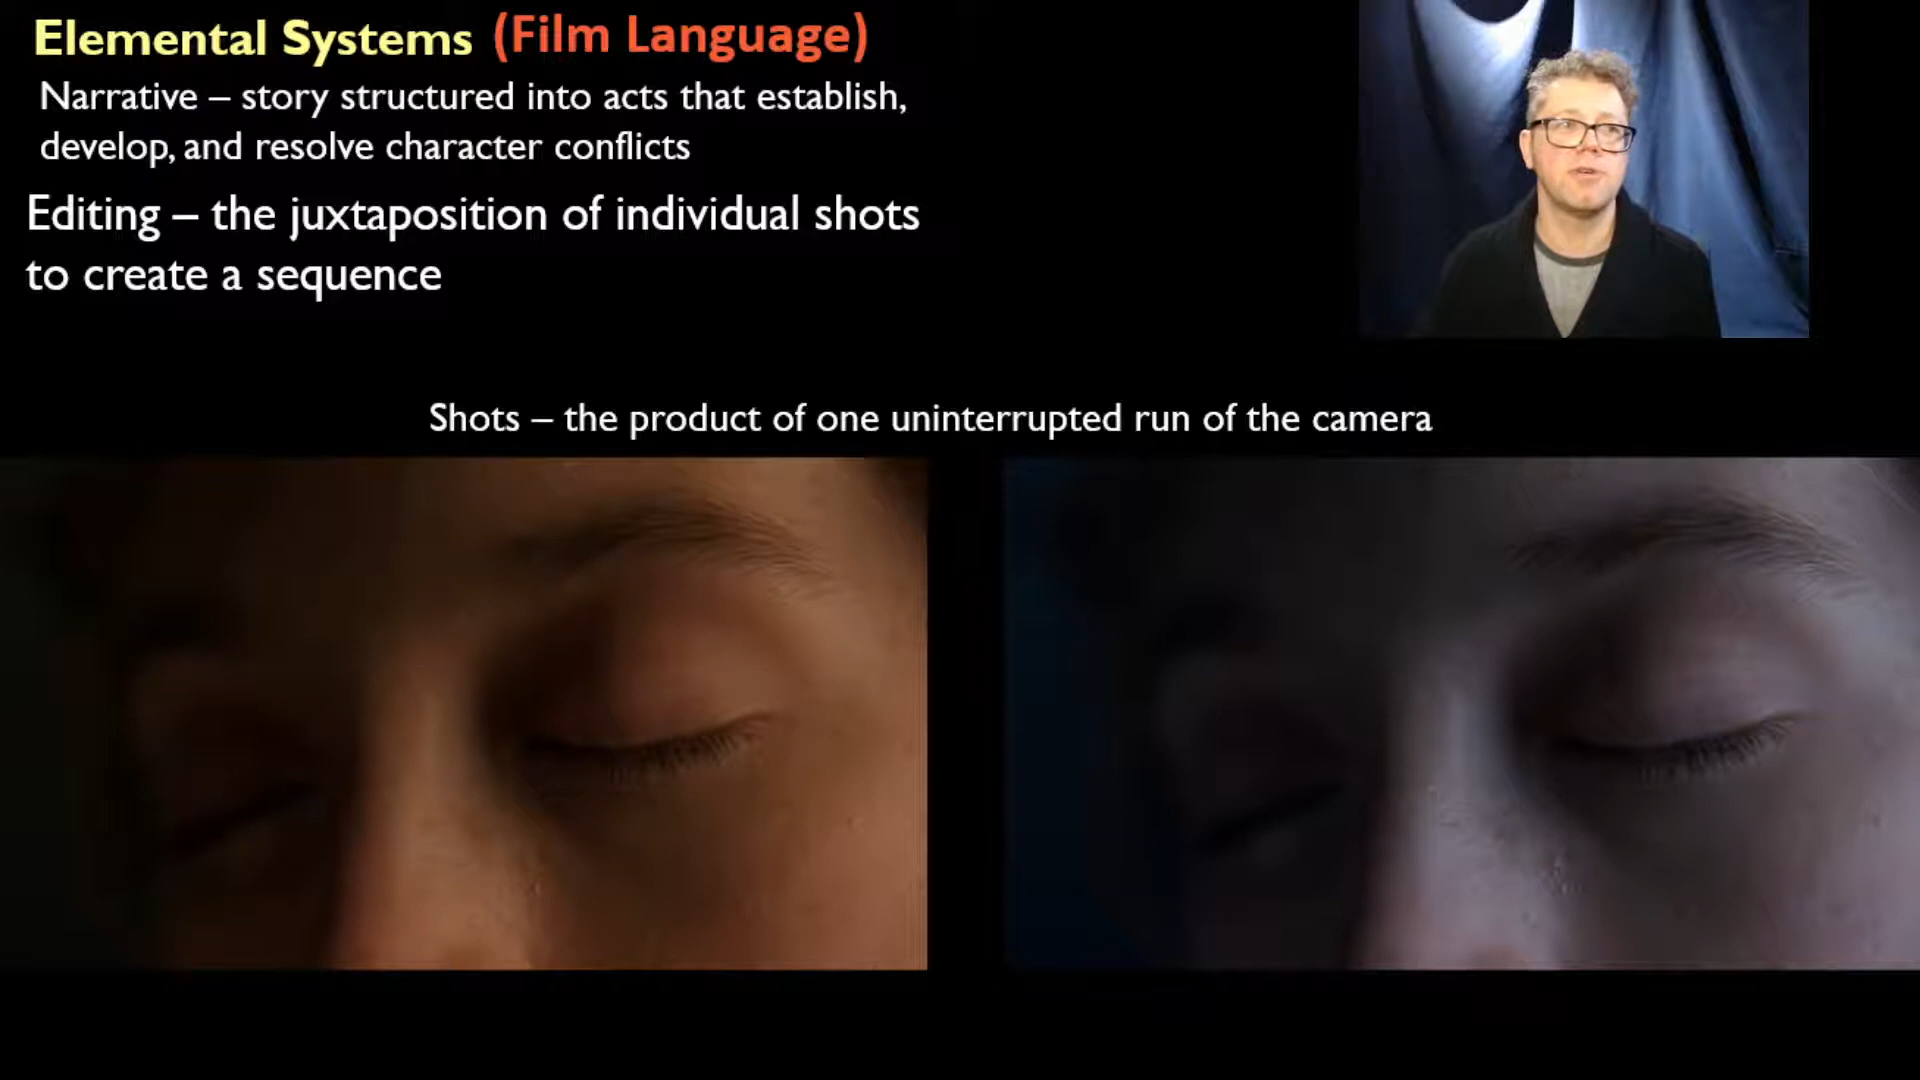 Elemental Systems (Film Language)
Narrative – story structured into acts that establish,
develop, and resolve character conflicts
Editing – the juxtaposition of individual shots
to create a sequence
Shots – the product of one uninterrupted run of the camera